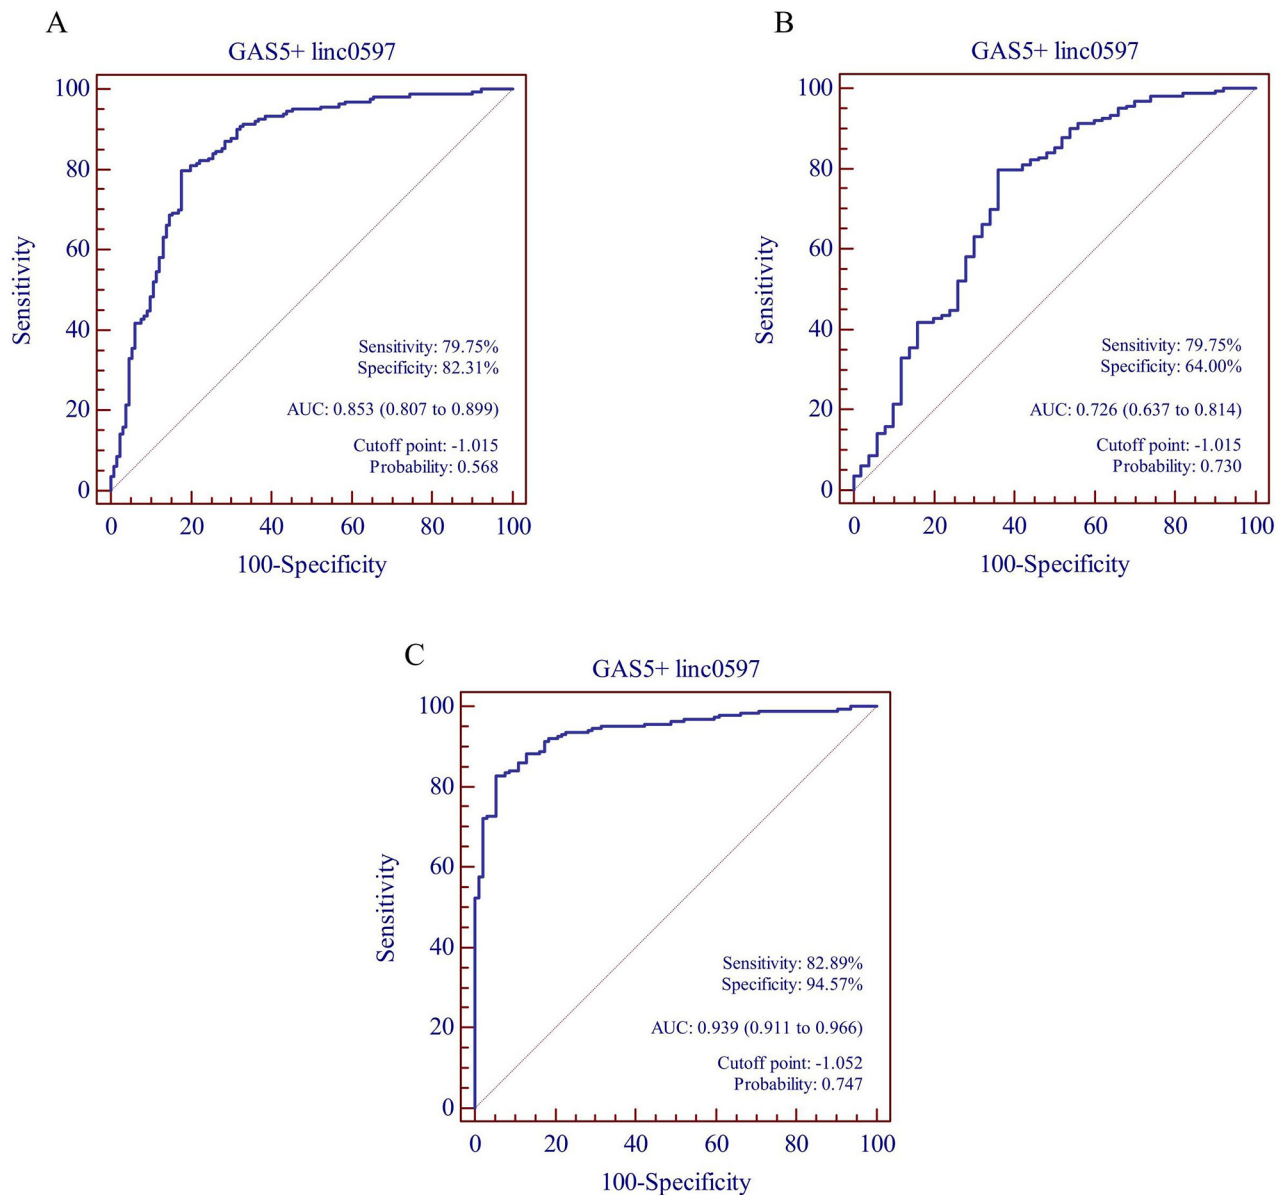 A
GAS5+ linc0597
100
80
60
40
20
0
Sensitivity
Sensitivity: 79.75%
Specificity: 82.31%
AUC: 0.853 (0.807 to 0.899)
Cutoff point: -1.015
Probability: 0.568
0 20 40 60 80 100
100-Specificity
B
GAS5+ linc0597
100
80
60
40
20
0
Sensitivity
Sensitivity: 79.75%
Specificity: 64.00%
AUC: 0.726 (0.637 to 0.814)
Cutoff point: -1.015
Probability: 0.730
0 20 40 60 80 100
100-Specificity
C
GAS5+ linc0597
100
80
60
40
20
0
Sensitivity
Sensitivity: 82.89%
Specificity: 94.57%
AUC: 0.939 (0.911 to 0.966)
Cutoff point: -1.052
Probability: 0.747
0 20 40 60 80 100
100-Specificity